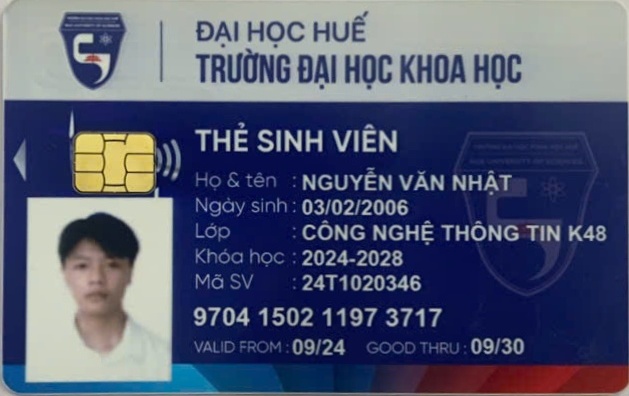 ĐẠI HỌC HUẾ
TRƯỜNG ĐẠI HỌC KHOA HỌC
THẺ SINH VIÊN
Họ & tên : NGUYỄN VĂN NHẬT
Ngày sinh : 03/02/2006
Lớp : CÔNG NGHỆ THÔNG TIN K48
Khóa học : 2024-2028
Mã SV : 24T1020346
9704 1502 1197 3717
VALID FROM : 09/24 GOOD THRU : 09/30